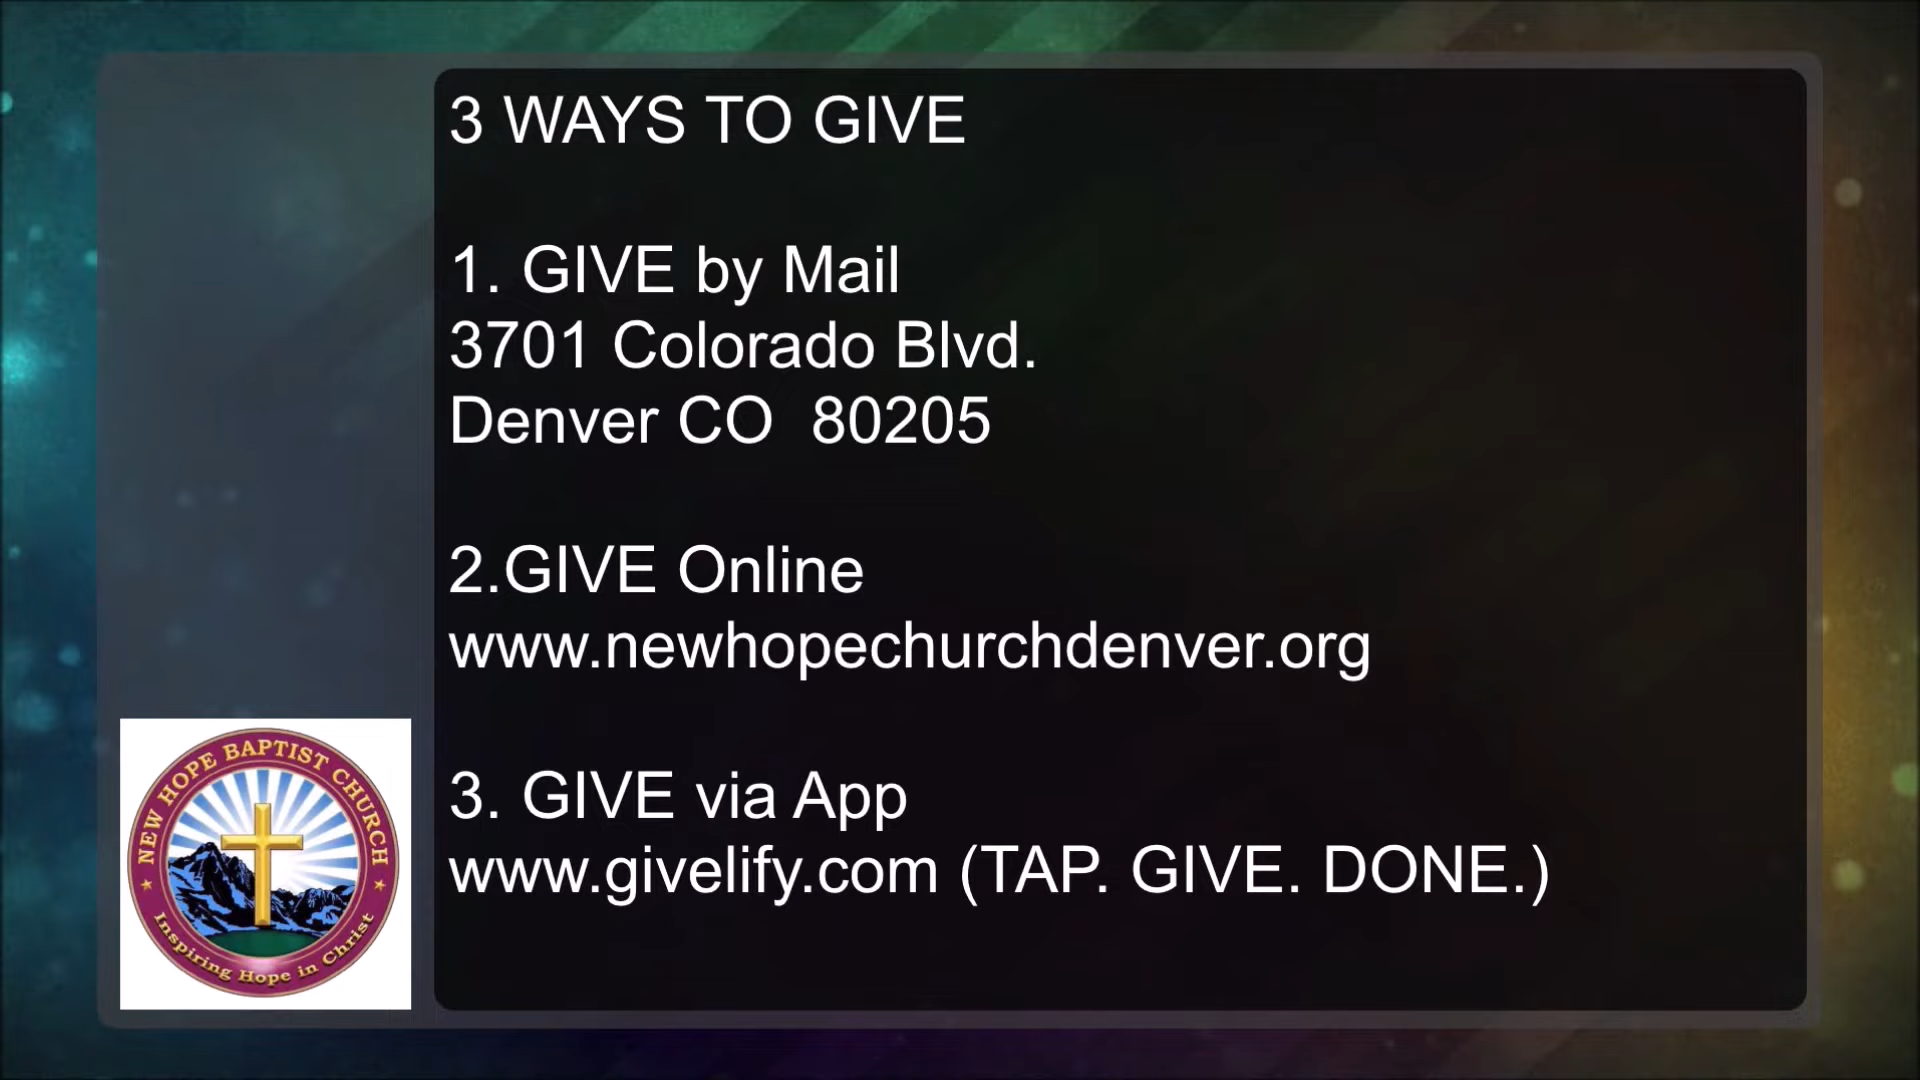 3 WAYS TO GIVE
1. GIVE by Mail
3701 Colorado Blvd.
Denver CO  80205
2.GIVE Online
www.newhopechurchdenver.org
3. GIVE via App
www.givelify.com (TAP. GIVE. DONE.)
NEW HOPE BAPTIST CHURCH
Inspiring Hope in Christ